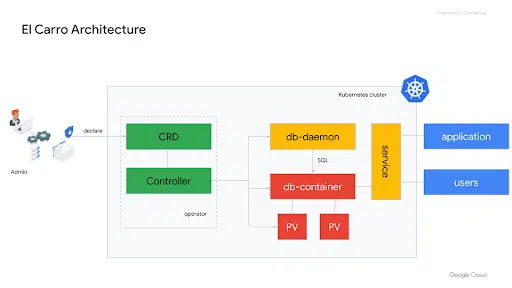 Proprietary + Confidential
El Carro Architecture
Kubernetes cluster
declare
CRD
db-daemon
application
service
SQL
Admin
Controller
db-container
users
operator
PV
PV
Google Cloud